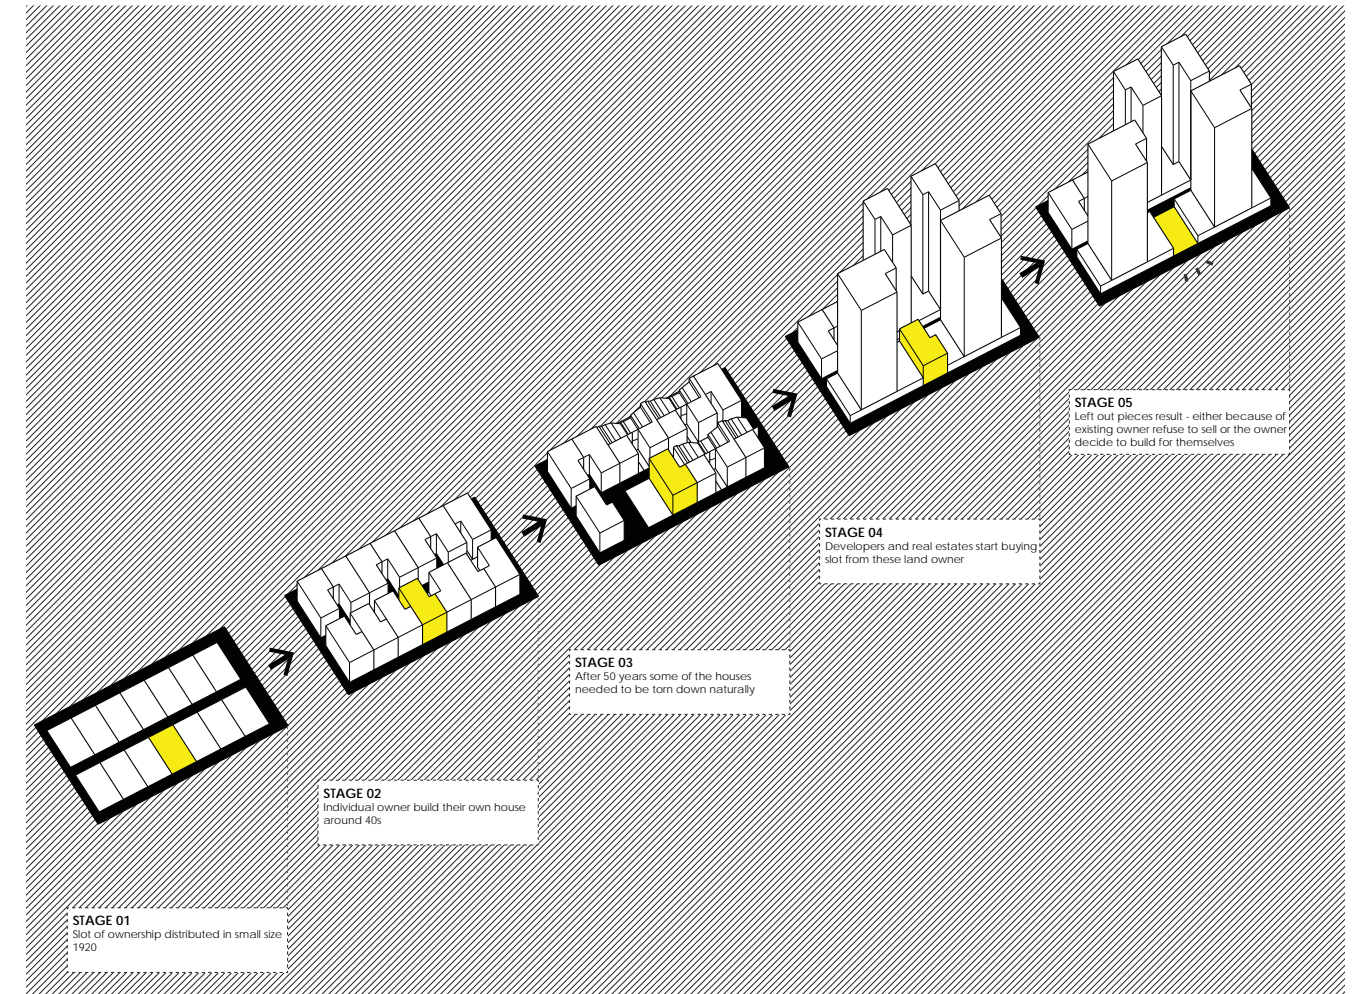 STAGE 01
Slot of ownership distributed in small size
1920
STAGE 02
Individual owner build their own house
around 40s
STAGE 03
After 50 years some of the houses
needed to be torn down naturally
STAGE 04
Developers and real estates start buying
slot from these land owner
STAGE 05
Left out pieces result - either because of
existing owner refuse to sell or the owner
decide to build for themselves